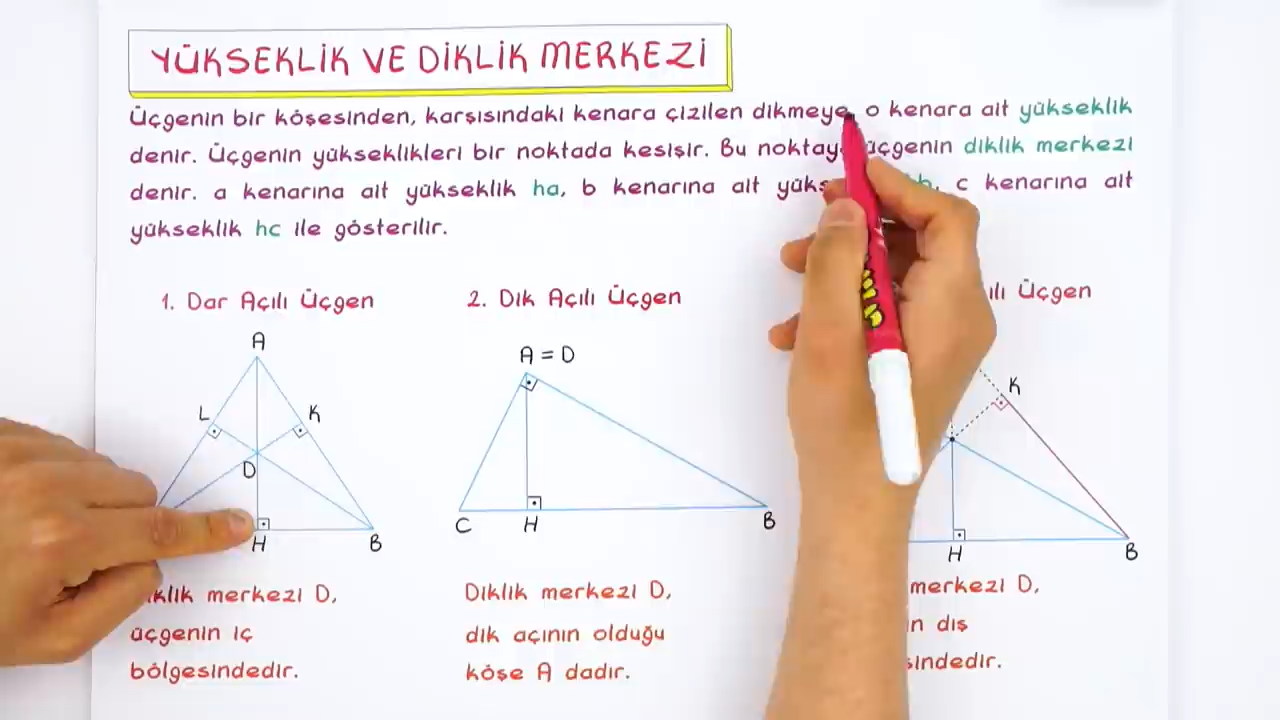 YÜKSEKLİK VE DİKLİK MERKEZİ
Üçgenin bir köşesinden, karşısındaki kenara çizilen dikmeye, o kenara ait yükseklik
denir. Üçgenin yükseklikleri bir noktada kesişir. Bu noktay üçgenin diklik merkezi
denir. a kenarına ait yükseklik ha, b kenarına ait yüks c kenarına ait
yükseklik hc ile gösterilir.
1. Dar Açılı Üçgen
A
L K
D
H B
iklik merkezi D,
üçgenin iç
bölgesindedir.
2. Dik Açılı Üçgen
A = D
C H B
Diklik merkezi D,
dik açının olduğu
köşe A dadır.
ılı Üçgen
K
H B
merkezi D,
n dış
sindedir.